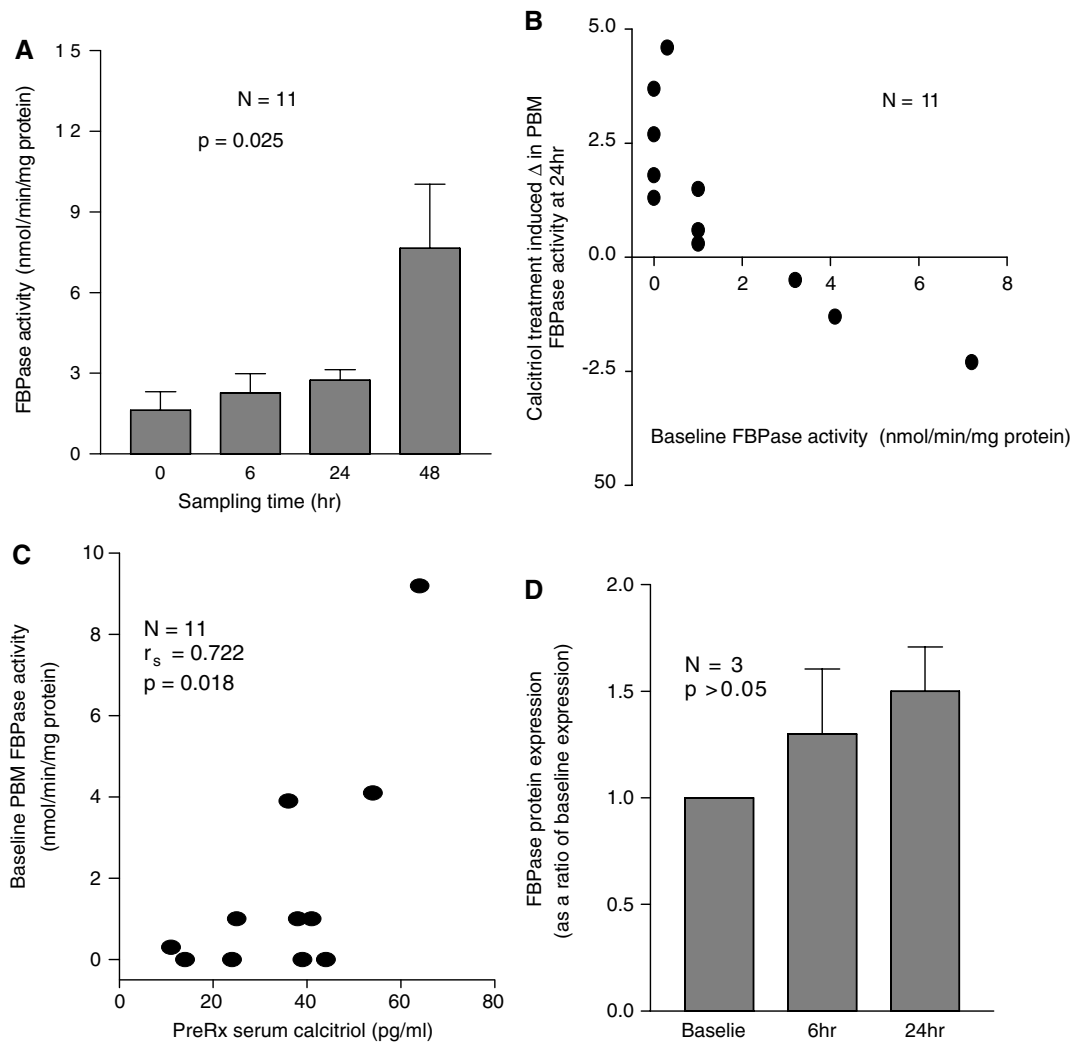 A
FBPase activity (nmol/min/mg protein)
15
12
9
6
3
0
N = 11
p = 0.025
0 6 24 48
Sampling time (hr)
B
Calcitriol treatment induced Δ in PBM
FBPase activity at 24hr
5.0
2.5
0.0
-2.5
50
N = 11
0 2 4 6 8
Baseline FBPase activity (nmol/min/mg protein)
C
Baseline PBM FBPase activity
(nmol/min/mg protein)
10
8
6
4
2
0
N = 11
rs = 0.722
p = 0.018
0 20 40 60 80
PreRx serum calcitriol (pg/ml)
D
FBPase protein expression
(as a ratio of baseline expression)
2.0
1.5
1.0
0.5
0.0
N = 3
p >0.05
Baselie 6hr 24hr